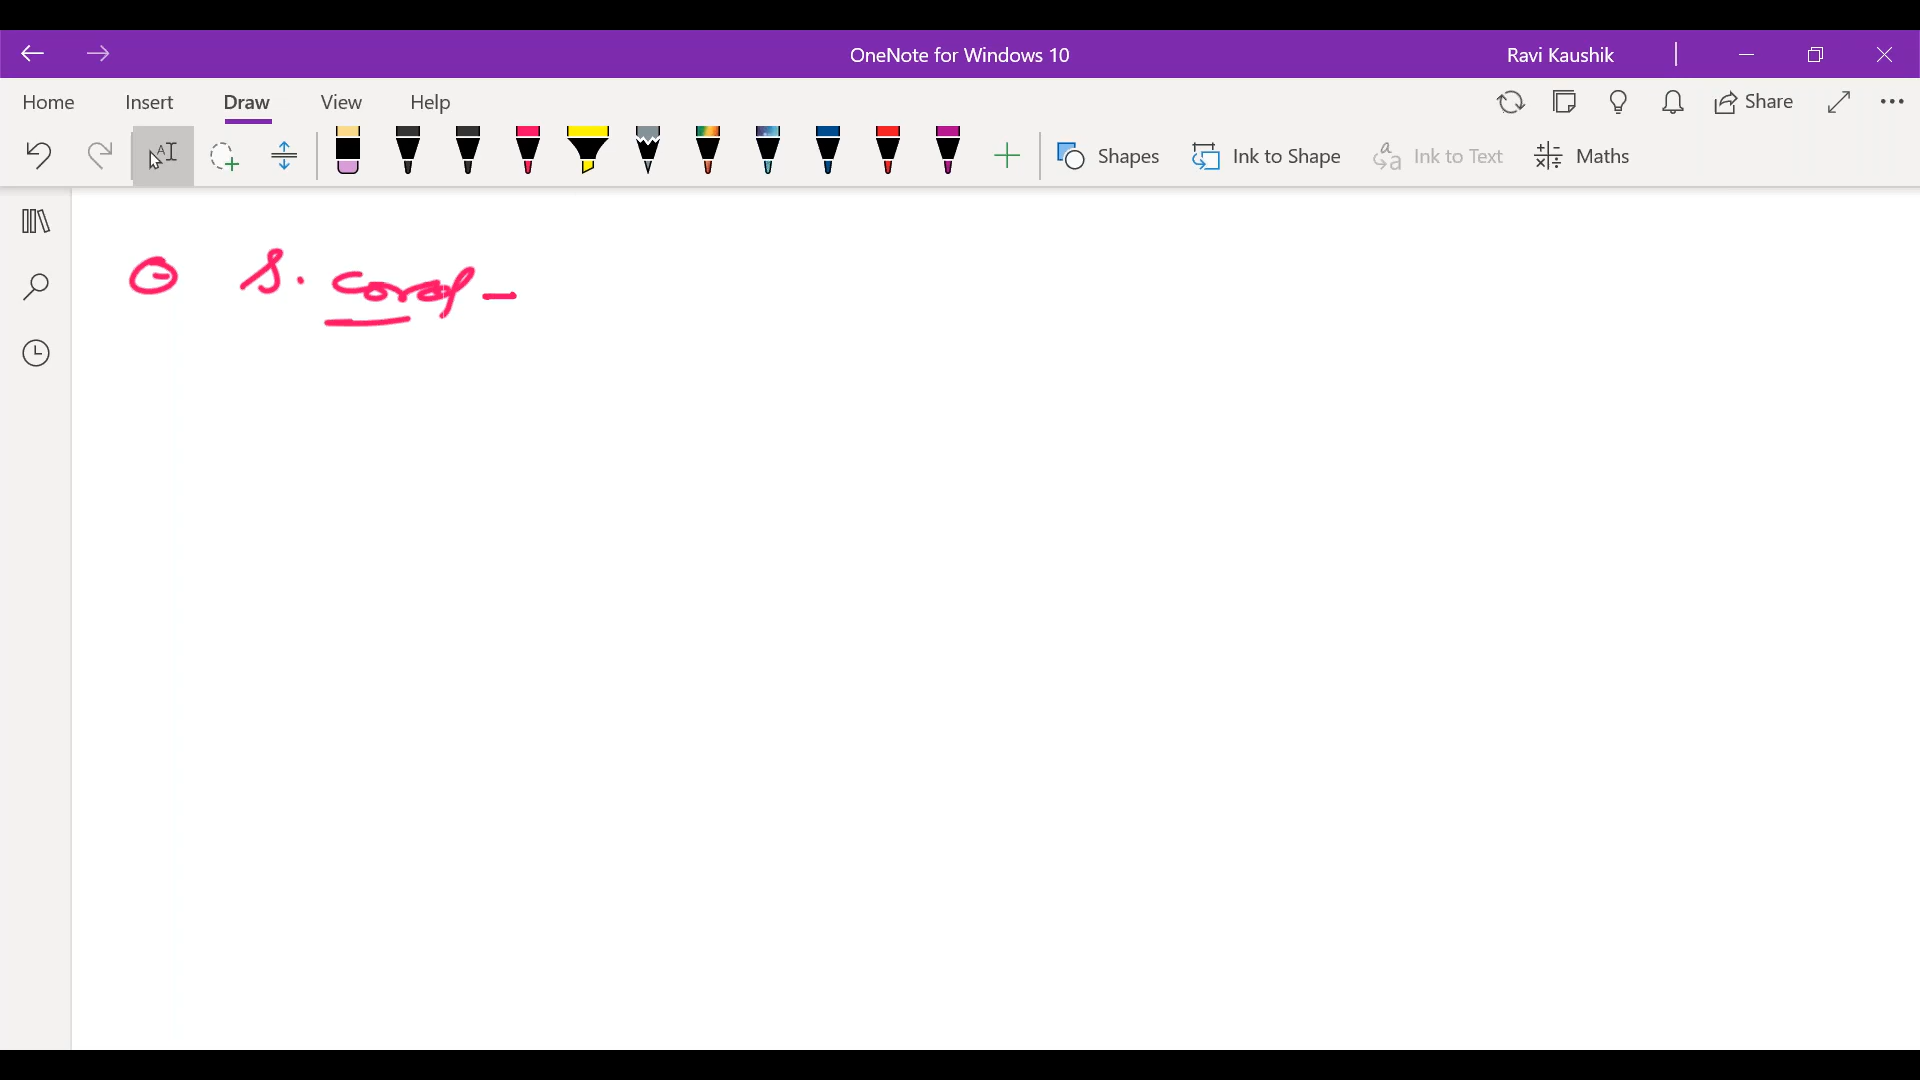 OneNote for Windows 10 Ravi Kaushik
Home Insert Draw View Help Share
Shapes Ink to Shape Ink to Text Maths
S. coral -